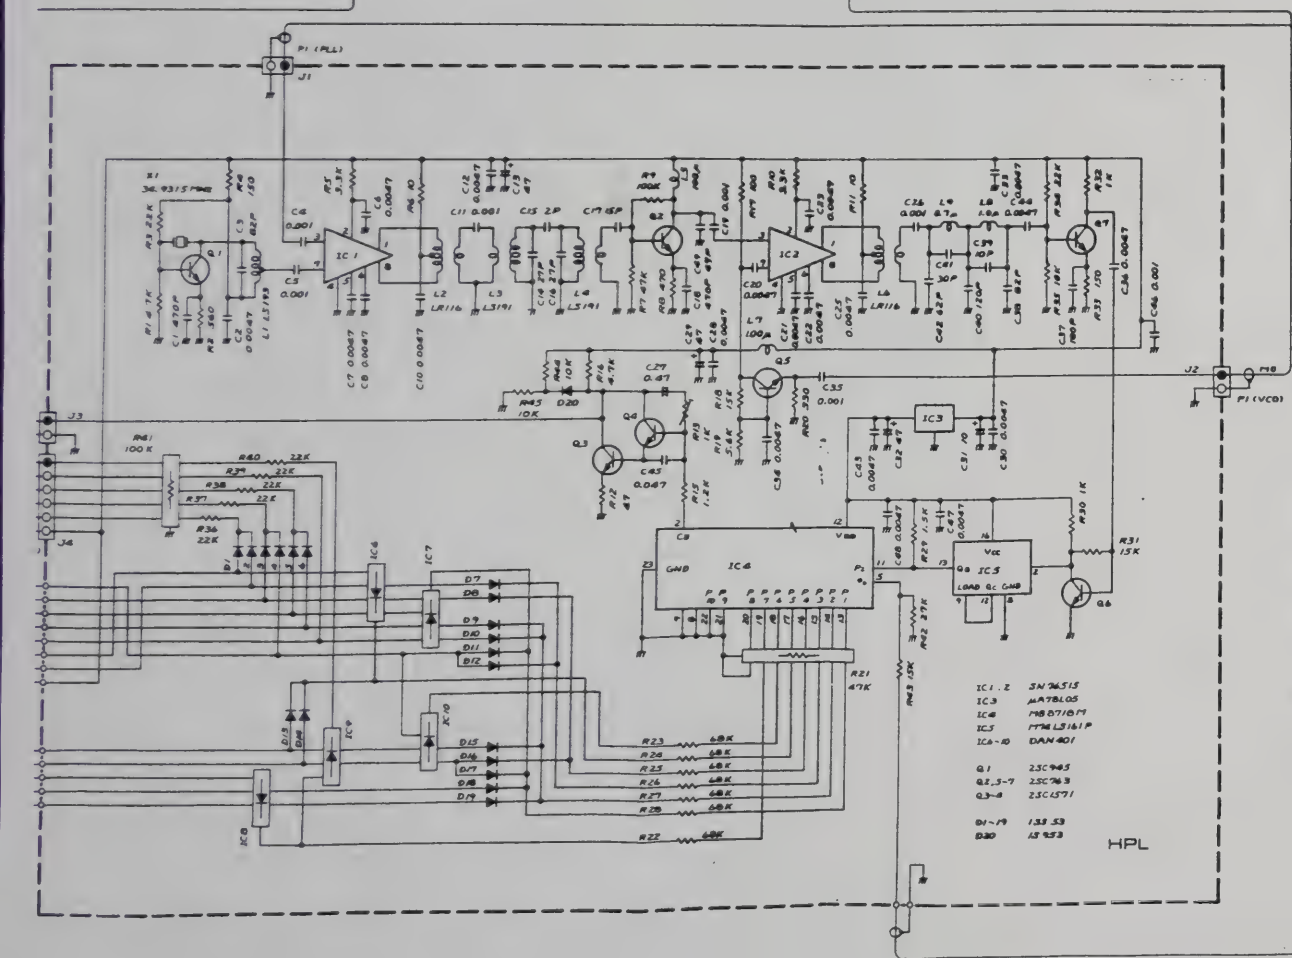 P1 (PLL)
J1
X1
R4 150
R3 22K
C3 82P
Q1
R1 4.7K
C1 470P
R2 560
C2 0.0047
L1 LS193
C4 0.001
C5 0.001
R5 3.3K
C6 0.0047
IC1
C7 0.0047
C8 0.0047
R6 10
C10 0.0047
L2 LR116
C11 0.001
C12 0.0047
C13 47
L3 LS191
C14 27P
C15 2P
C16 27P
L4 LS191
C17 15P
R9 100K
Q2
R7 47K
R8 470
C18 470P
C19 0.001
C20 0.0047
R17 100
R10 3.3K
C23 0.0047
IC2
C21 0.0047
C22 0.0047
C25 0.0047
R11 10
L6 LR116
C26 0.001
C39 10P
C41 30P
C42 62P
C40 120P
C38 82P
C33 0.0047
C44 0.0047
R34 22K
R32 1K
Q7
R35 18K
C37 100P
R33 150
C36 0.0047
C46 0.001
L7 100μ
C29 47
C28 0.0047
Q5
C35 0.001
R18 15K
R19 5.6K
R20 330
C34 0.0047
R44 10K
R16 4.7K
D20
R45 10K
C27 0.47
Q4
R13 1K
Q3
C45 0.047
R12 47
R15 1.2K
J2
M8
P1 (VCO)
IC3
C43 0.0047
C32 47
C31 10
C30 0.0047
J3
J4
R41 100K
R40 22K
R39 22K
R38 22K
R37 22K
R36 22K
D1 2 3 4 5 6
IC6
IC7
D7
D8
D9
D10
D11
D12
D13
D14
IC9
IC10
IC8
D15
D16
D17
D18
D19
GND
IC4
VDD
R21 47K
R23 68K
R24 68K
R25 68K
R26 68K
R27 68K
R28 68K
R22 68K
C48 0.0047
R29 1.5K
C47 0.0047
Vcc
IC5
LOAD QC GND
R30 1K
R31 15K
Q6
R42 27K
R43 15K
IC1.2 SN76515
IC3 μA78L05
IC4 MB8718M
IC5 M74LS161P
IC6-10 DAN401
Q1 2SC945
Q2,5-7 2SC763
Q3-4 2SC1571
D1-19 1SS53
D20 1S953
HPL